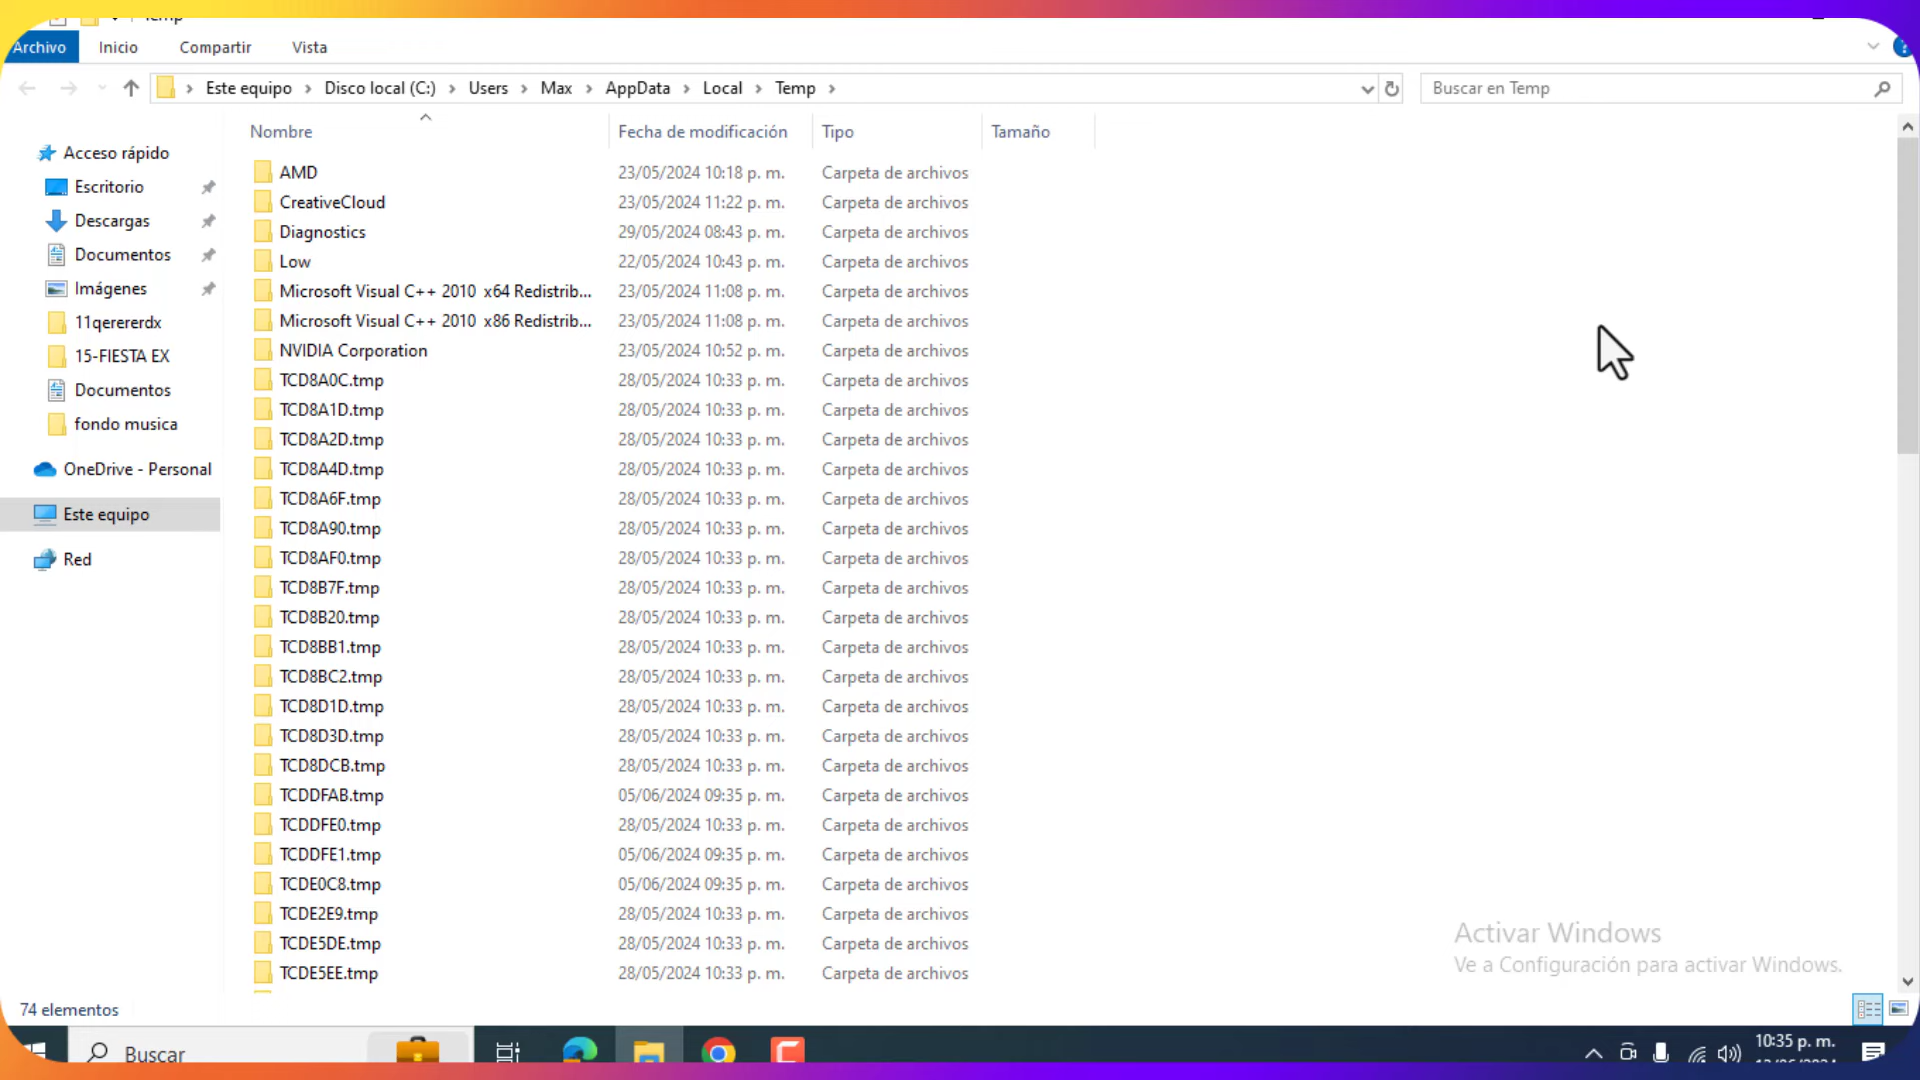 Temp
Archivo Inicio Compartir Vista
Este equipo > Disco local (C:) > Users > Max > AppData > Local > Temp >
Buscar en Temp
Nombre Fecha de modificación Tipo Tamaño
Acceso rápido
Escritorio
Descargas
Documentos
Imágenes
11qerererdx
15-FIESTA EX
Documentos
fondo musica
OneDrive - Personal
Este equipo
Red
AMD 23/05/2024 10:18 p. m. Carpeta de archivos
CreativeCloud 23/05/2024 11:22 p. m. Carpeta de archivos
Diagnostics 29/05/2024 08:43 p. m. Carpeta de archivos
Low 22/05/2024 10:43 p. m. Carpeta de archivos
Microsoft Visual C++ 2010 x64 Redistrib... 23/05/2024 11:08 p. m. Carpeta de archivos
Microsoft Visual C++ 2010 x86 Redistrib... 23/05/2024 11:08 p. m. Carpeta de archivos
NVIDIA Corporation 23/05/2024 10:52 p. m. Carpeta de archivos
TCD8A0C.tmp 28/05/2024 10:33 p. m. Carpeta de archivos
TCD8A1D.tmp 28/05/2024 10:33 p. m. Carpeta de archivos
TCD8A2D.tmp 28/05/2024 10:33 p. m. Carpeta de archivos
TCD8A4D.tmp 28/05/2024 10:33 p. m. Carpeta de archivos
TCD8A6F.tmp 28/05/2024 10:33 p. m. Carpeta de archivos
TCD8A90.tmp 28/05/2024 10:33 p. m. Carpeta de archivos
TCD8AF0.tmp 28/05/2024 10:33 p. m. Carpeta de archivos
TCD8B7F.tmp 28/05/2024 10:33 p. m. Carpeta de archivos
TCD8B20.tmp 28/05/2024 10:33 p. m. Carpeta de archivos
TCD8BB1.tmp 28/05/2024 10:33 p. m. Carpeta de archivos
TCD8BC2.tmp 28/05/2024 10:33 p. m. Carpeta de archivos
TCD8D1D.tmp 28/05/2024 10:33 p. m. Carpeta de archivos
TCD8D3D.tmp 28/05/2024 10:33 p. m. Carpeta de archivos
TCD8DCB.tmp 28/05/2024 10:33 p. m. Carpeta de archivos
TCDDFAB.tmp 05/06/2024 09:35 p. m. Carpeta de archivos
TCDDFE0.tmp 28/05/2024 10:33 p. m. Carpeta de archivos
TCDDFE1.tmp 05/06/2024 09:35 p. m. Carpeta de archivos
TCDE0C8.tmp 05/06/2024 09:35 p. m. Carpeta de archivos
TCDE2E9.tmp 28/05/2024 10:33 p. m. Carpeta de archivos
TCDE5DE.tmp 28/05/2024 10:33 p. m. Carpeta de archivos
TCDE5EE.tmp 28/05/2024 10:33 p. m. Carpeta de archivos
Activar Windows
Ve a Configuración para activar Windows.
74 elementos
Buscar
10:35 p. m.